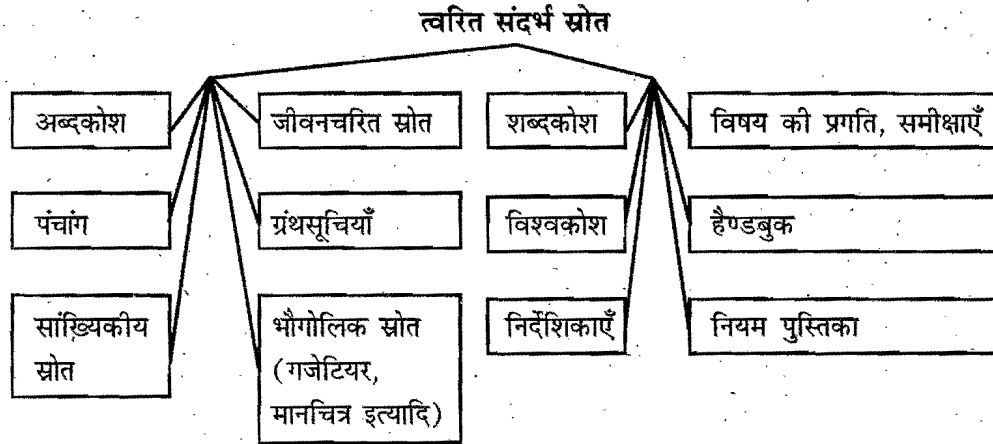 त्वरित संदर्भ स्रोत
अब्दकोश
जीवनचरित स्रोत
शब्दकोश
विषय की प्रगति, समीक्षाएँ
पंचांग
ग्रंथसूचियाँ
विश्वकोश
हैण्डबुक
सांख्यिकीय
स्रोत
भौगोलिक स्रोत
(गजेटियर,
मानचित्र इत्यादि)
निर्देशिकाएँ
नियम पुस्तिका